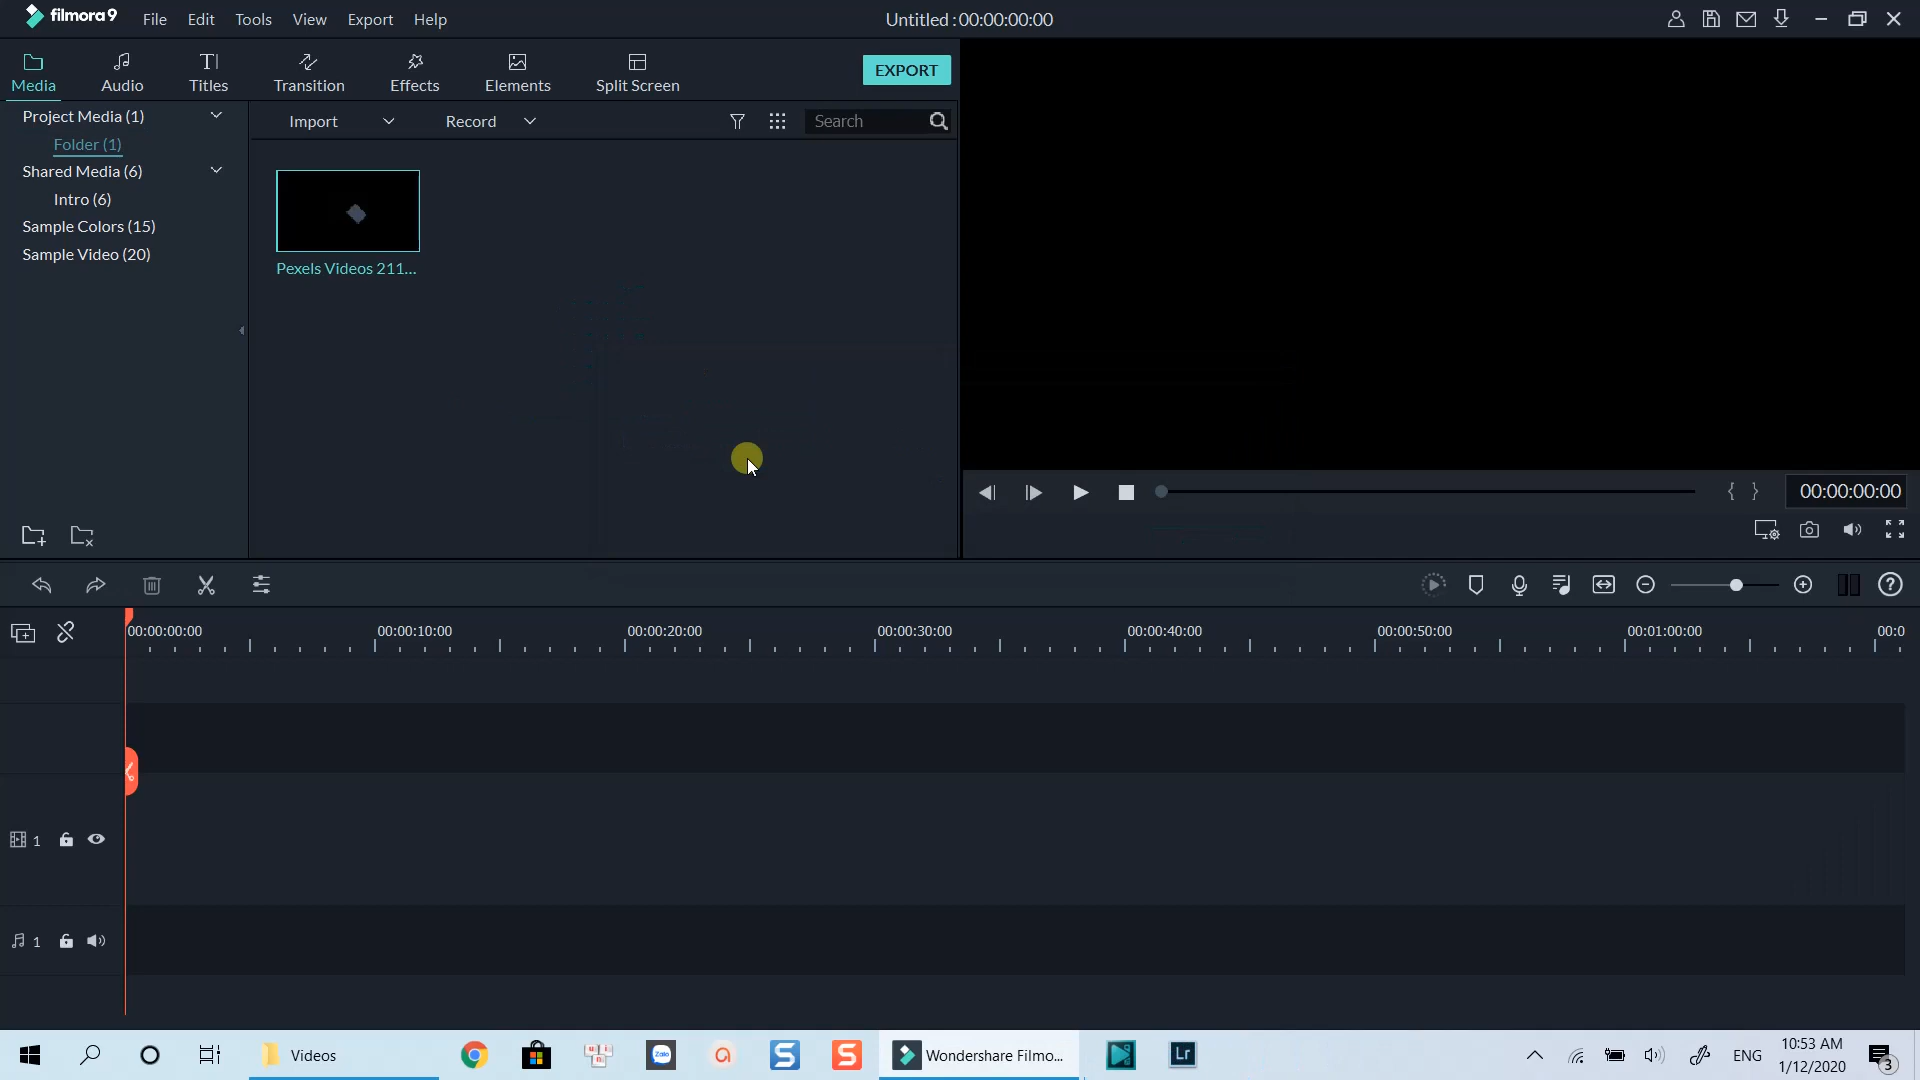 filmora9 File Edit Tools View Export Help Untitled : 00:00:00:00
Media Audio Titles Transition Effects Elements Split Screen EXPORT
Project Media (1)
Folder (1)
Shared Media (6)
Intro (6)
Sample Colors (15)
Sample Video (20)
Import Record Search
Pexels Videos 211...
00:00:00:00
00:00:00:00 00:00:10:00 00:00:20:00 00:00:30:00 00:00:40:00 00:00:50:00 00:01:00:00 00:0
1
1
Videos Zalo S S Wondershare Filmo... Lr ENG 10:53 AM
1/12/2020 3